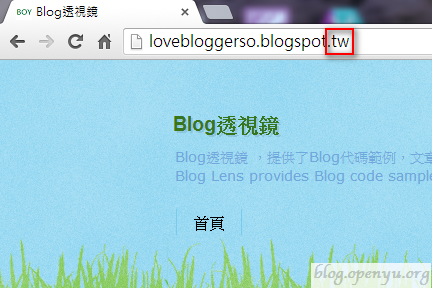 BOY Blog透視鏡
lovebloggerso.blogspot.tw
Blog透視鏡
Blog透視鏡 ，提供了Blog代碼範例，文章
Blog Lens provides Blog code sample
首頁
blog.openyu.org